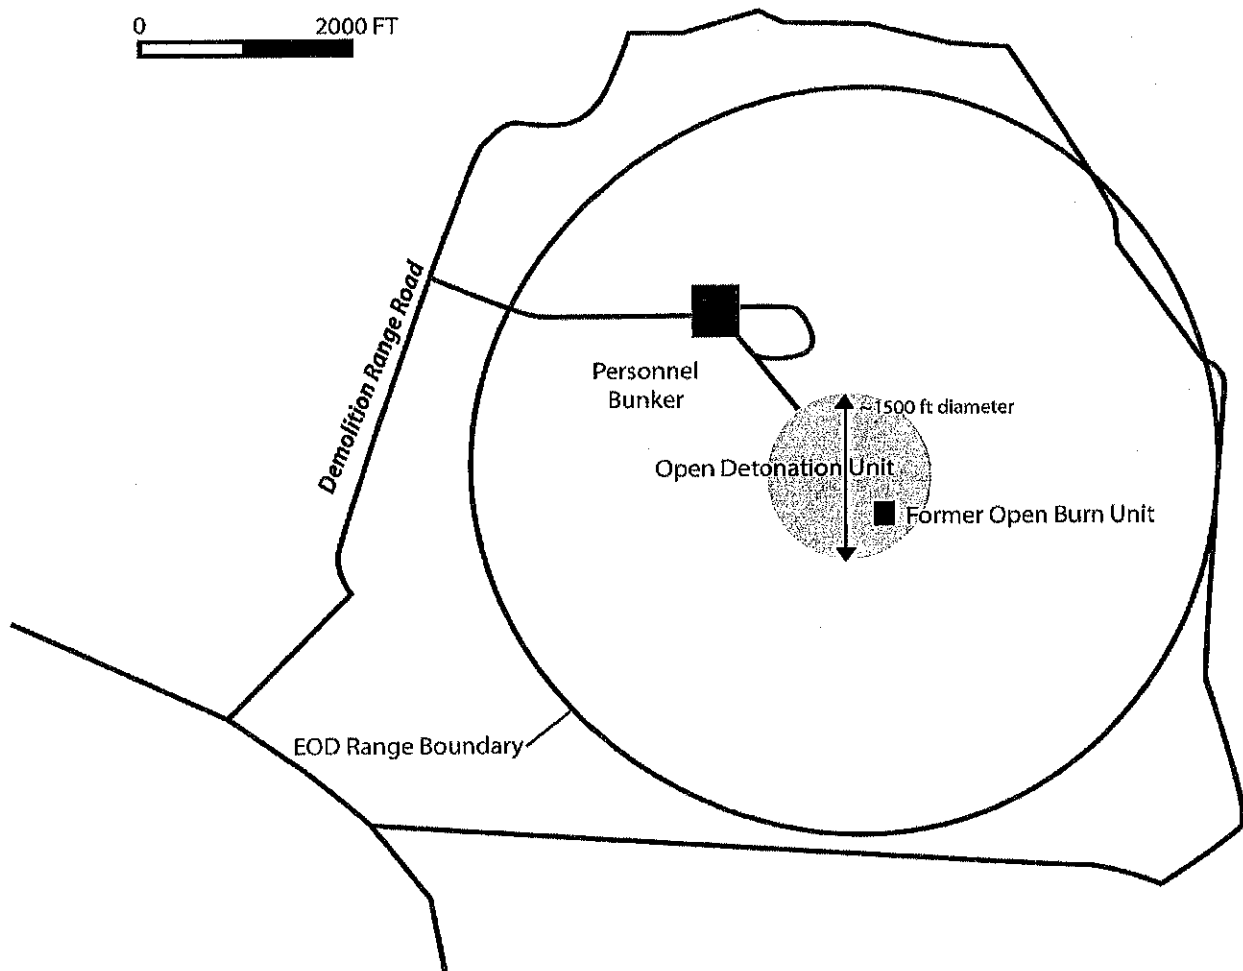 0 2000 FT
Demolition Range Road
Personnel
Bunker
~1500 ft diameter
Open Detonation Unit
Former Open Burn Unit
EOD Range Boundary